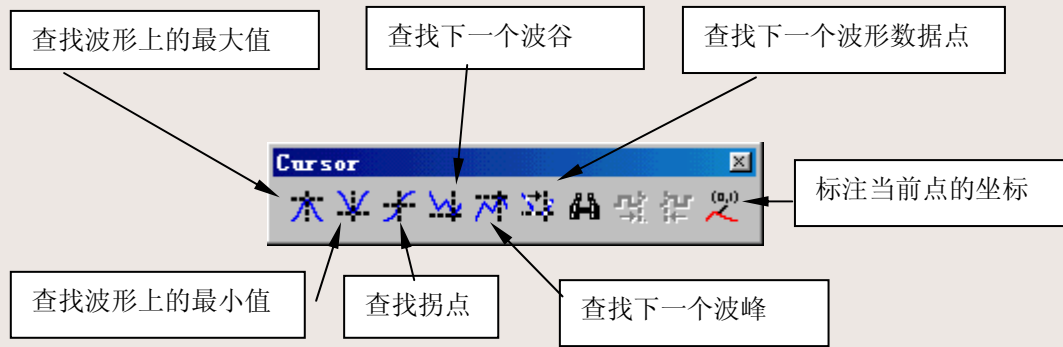 查找波形上的最大值
查找下一个波谷
查找下一个波形数据点
Cursor
(0,1)
标注当前点的坐标
查找波形上的最小值
查找拐点
查找下一个波峰